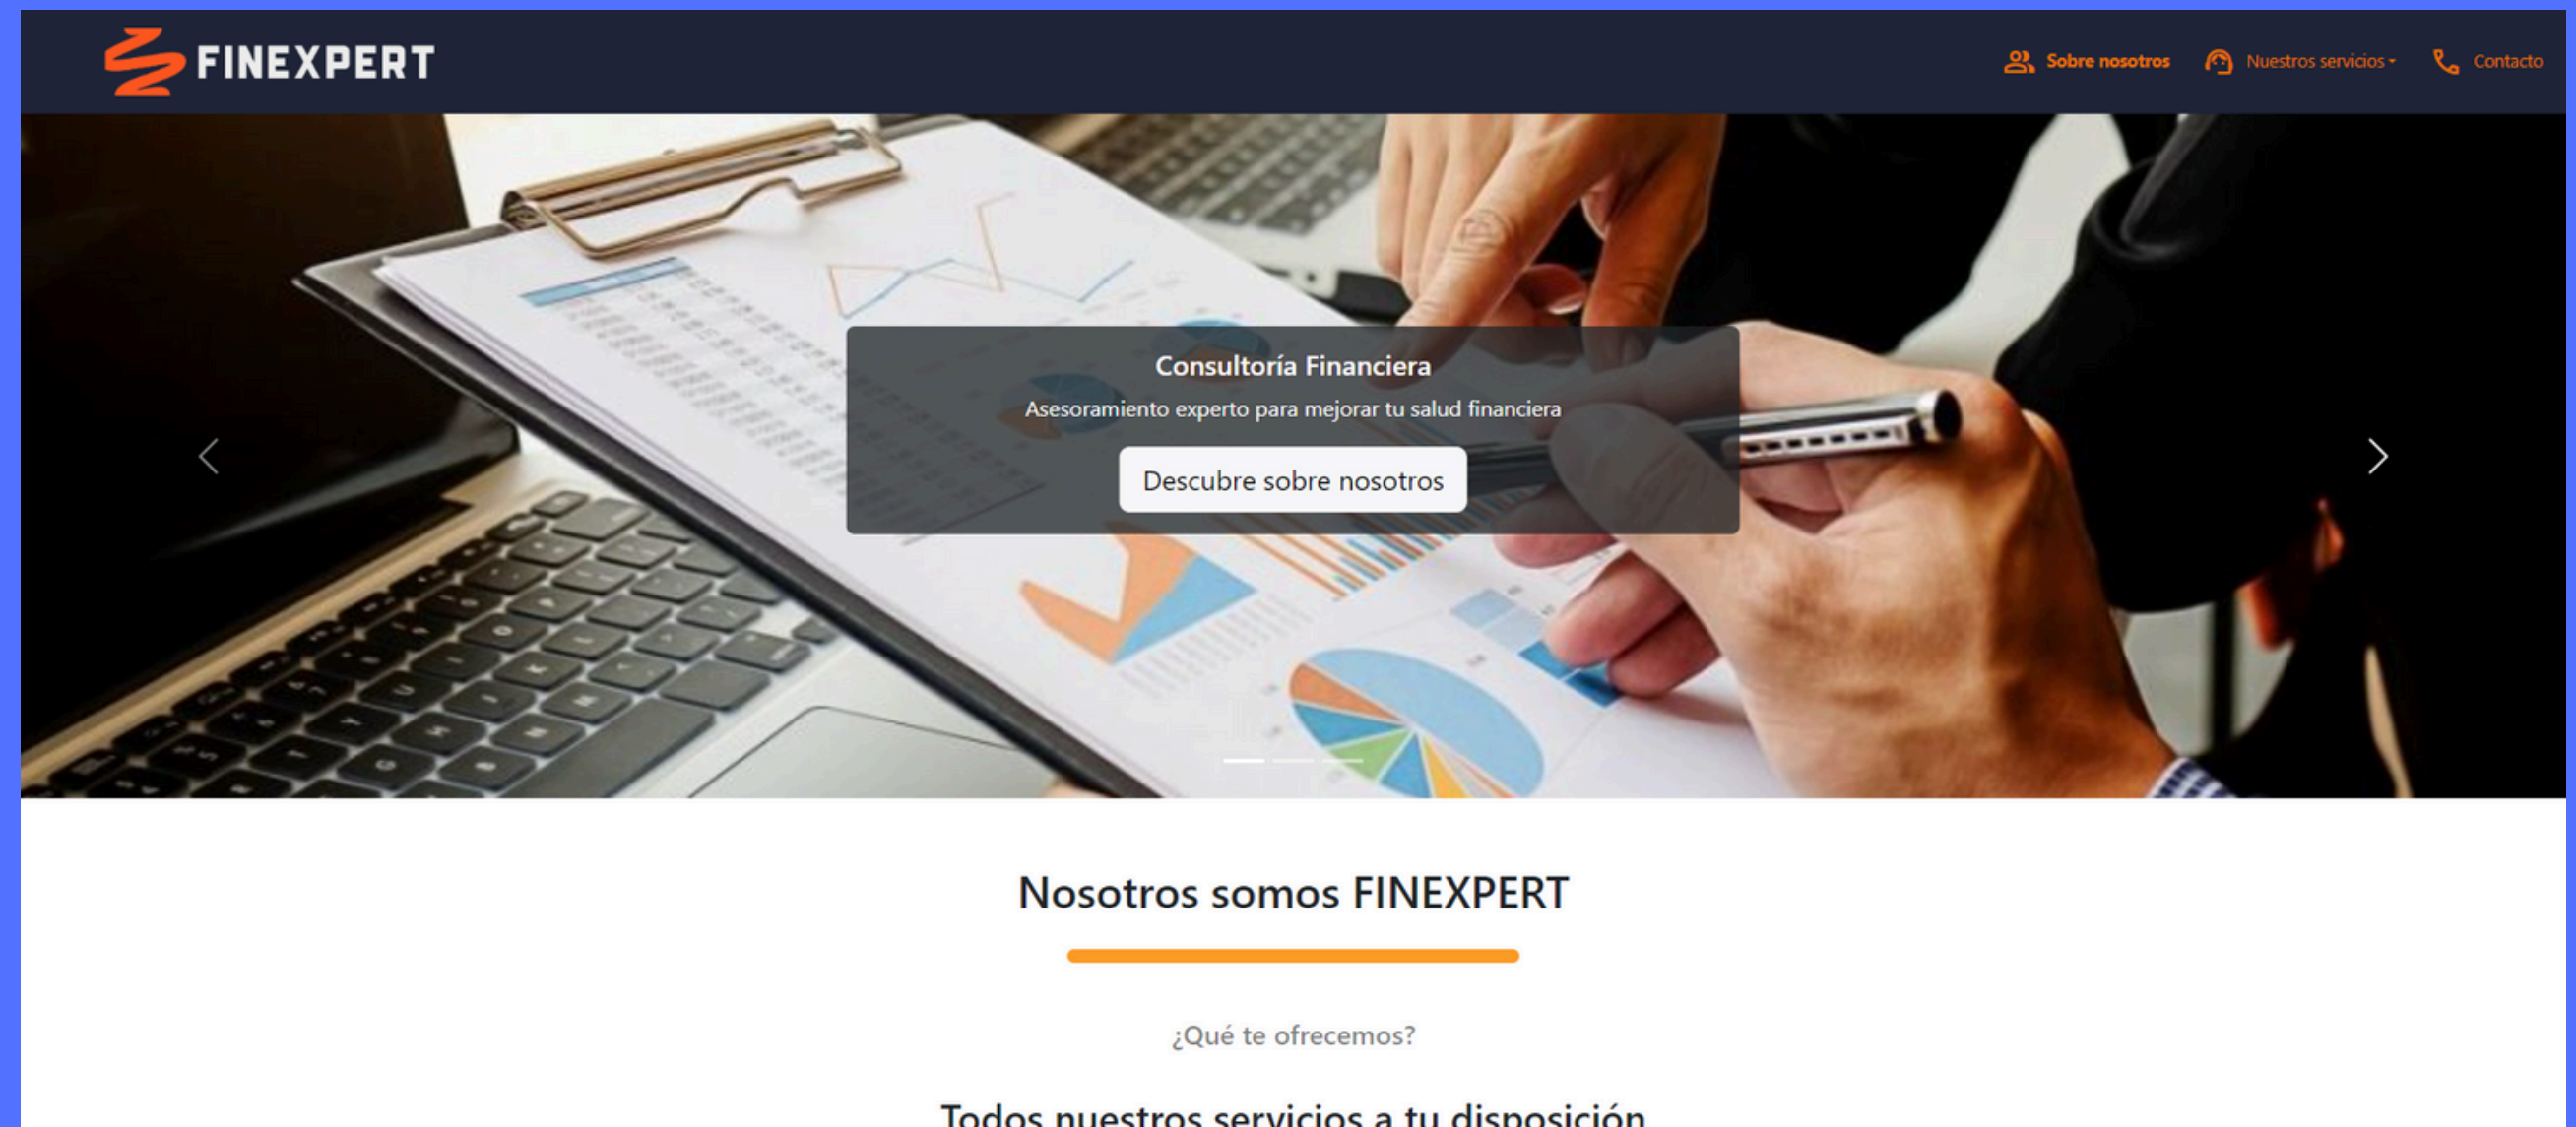 FINEXPERT
Sobre nosotros
Nuestros servicios
Contacto
Consultoría Financiera
Asesoramiento experto para mejorar tu salud financiera
Descubre sobre nosotros
Nosotros somos FINEXPERT
¿Qué te ofrecemos?
Todos nuestros servicios a tu disposición